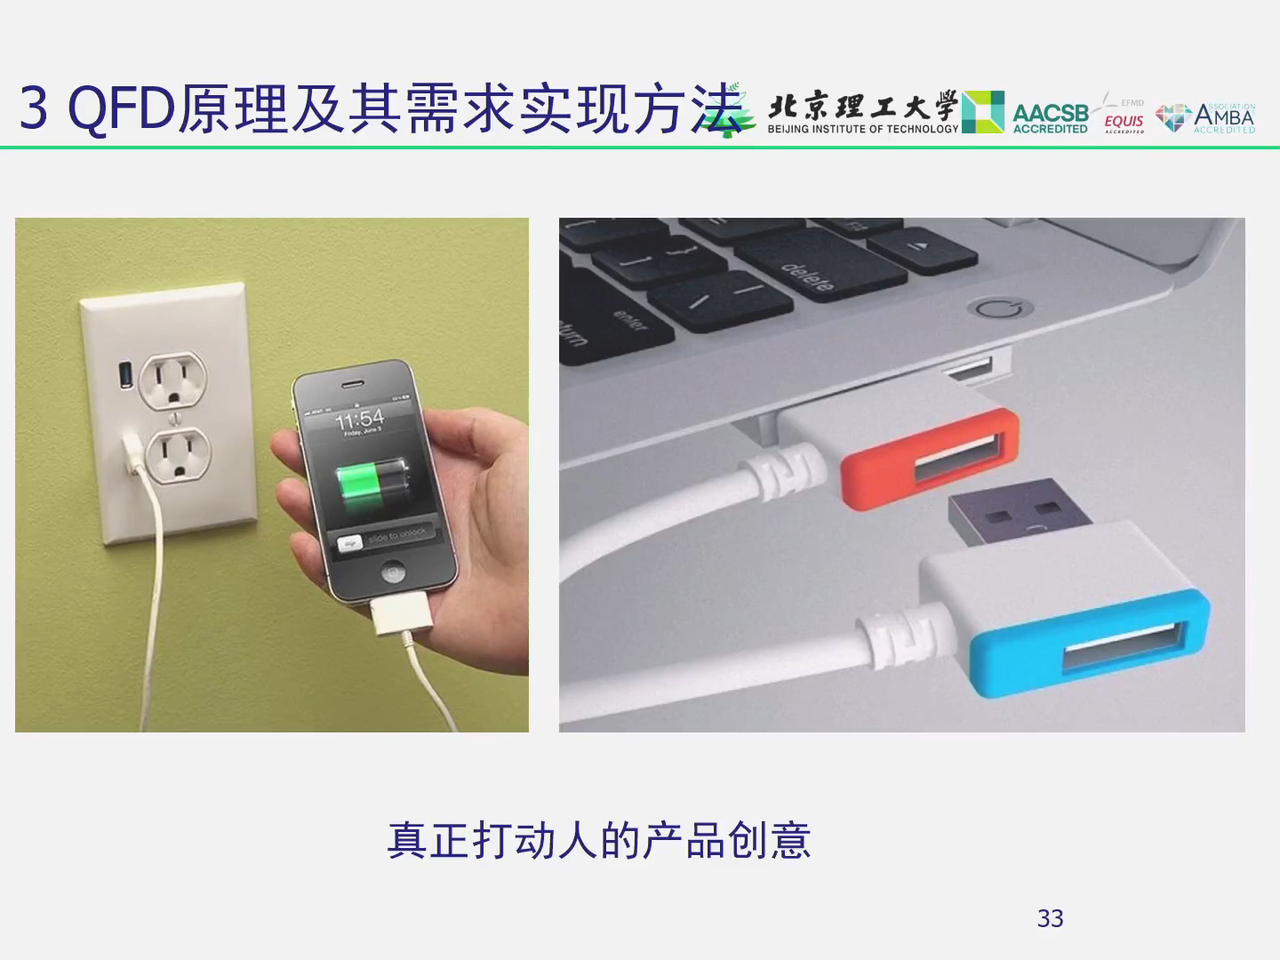 3 QFD原理及其需求实现方法
北京理工大学
BEIJING INSTITUTE OF TECHNOLOGY
AACSB
ACCREDITED
EFMD
EQUIS
ACCREDITED
ASSOCIATION
AMBA
ACCREDITED
11:54
Friday, June 3
slide to unlock
delete
enter
return
真正打动人的产品创意
33